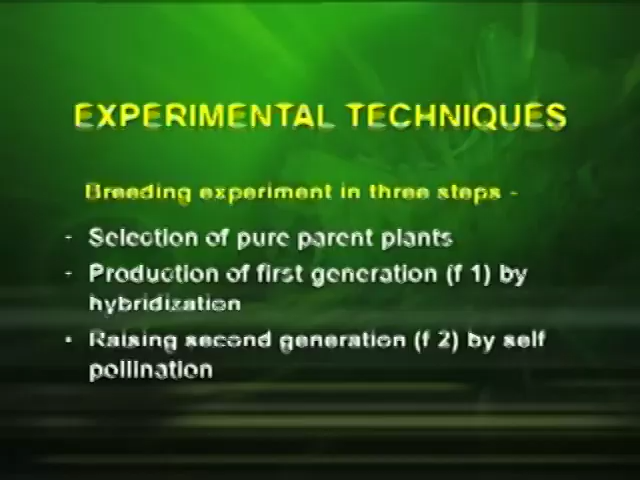 EXPERIMENTAL TECHNIQUES
Breeding experiment in three steps -
- Selection of pure parent plants
- Production of first generation (f 1) by
hybridization
- Raising second generation (f 2) by self
pollination